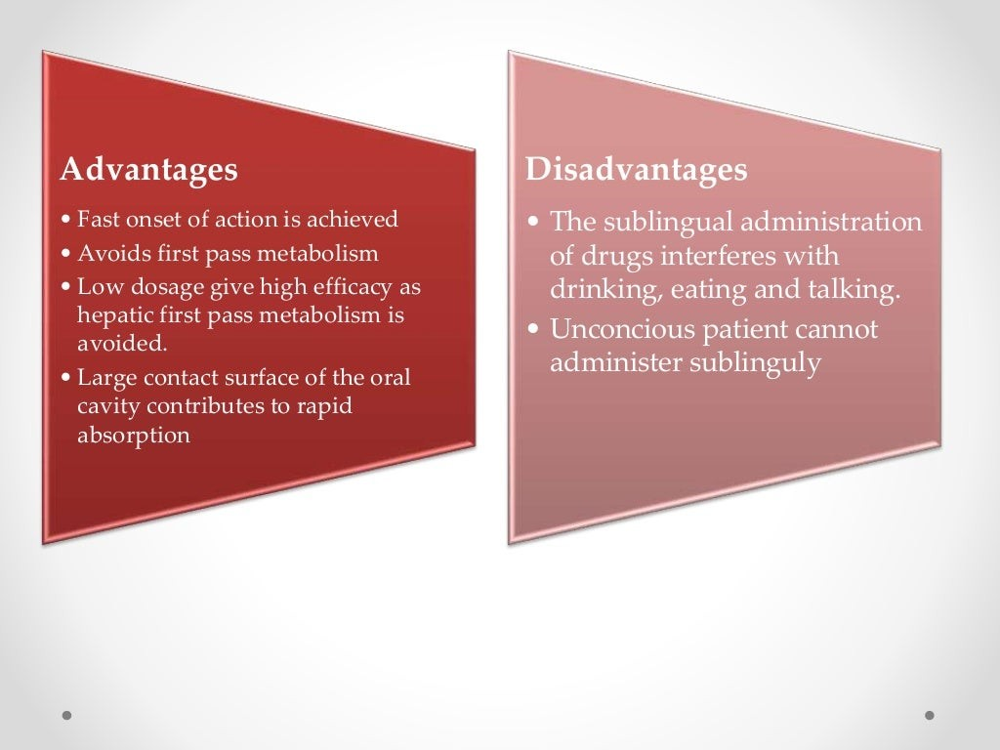 Advantages
• Fast onset of action is achieved
• Avoids first pass metabolism
• Low dosage give high efficacy as
hepatic first pass metabolism is
avoided.
• Large contact surface of the oral
cavity contributes to rapid
absorption
Disadvantages
• The sublingual administration
of drugs interferes with
drinking, eating and talking.
• Unconcious patient cannot
administer sublinguly